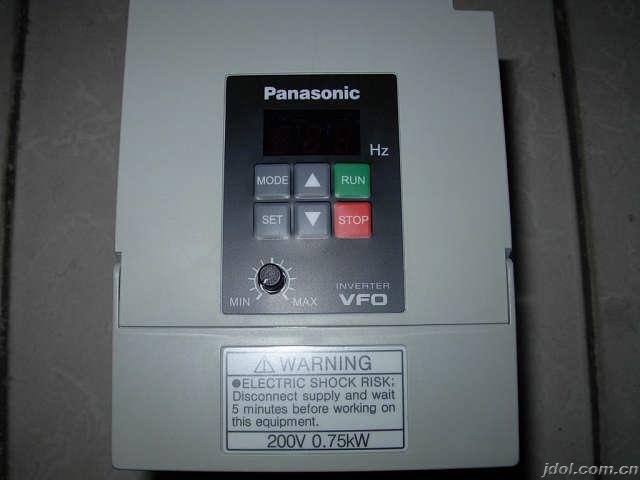 Panasonic
Hz
MODE ▲ RUN
SET ▼ STOP
MIN MAX
INVERTER
VFO
⚠ WARNING
●ELECTRIC SHOCK RISK;
Disconnect supply and wait
5 minutes before working on
this equipment.
200V 0.75kW
jdol.com.cn